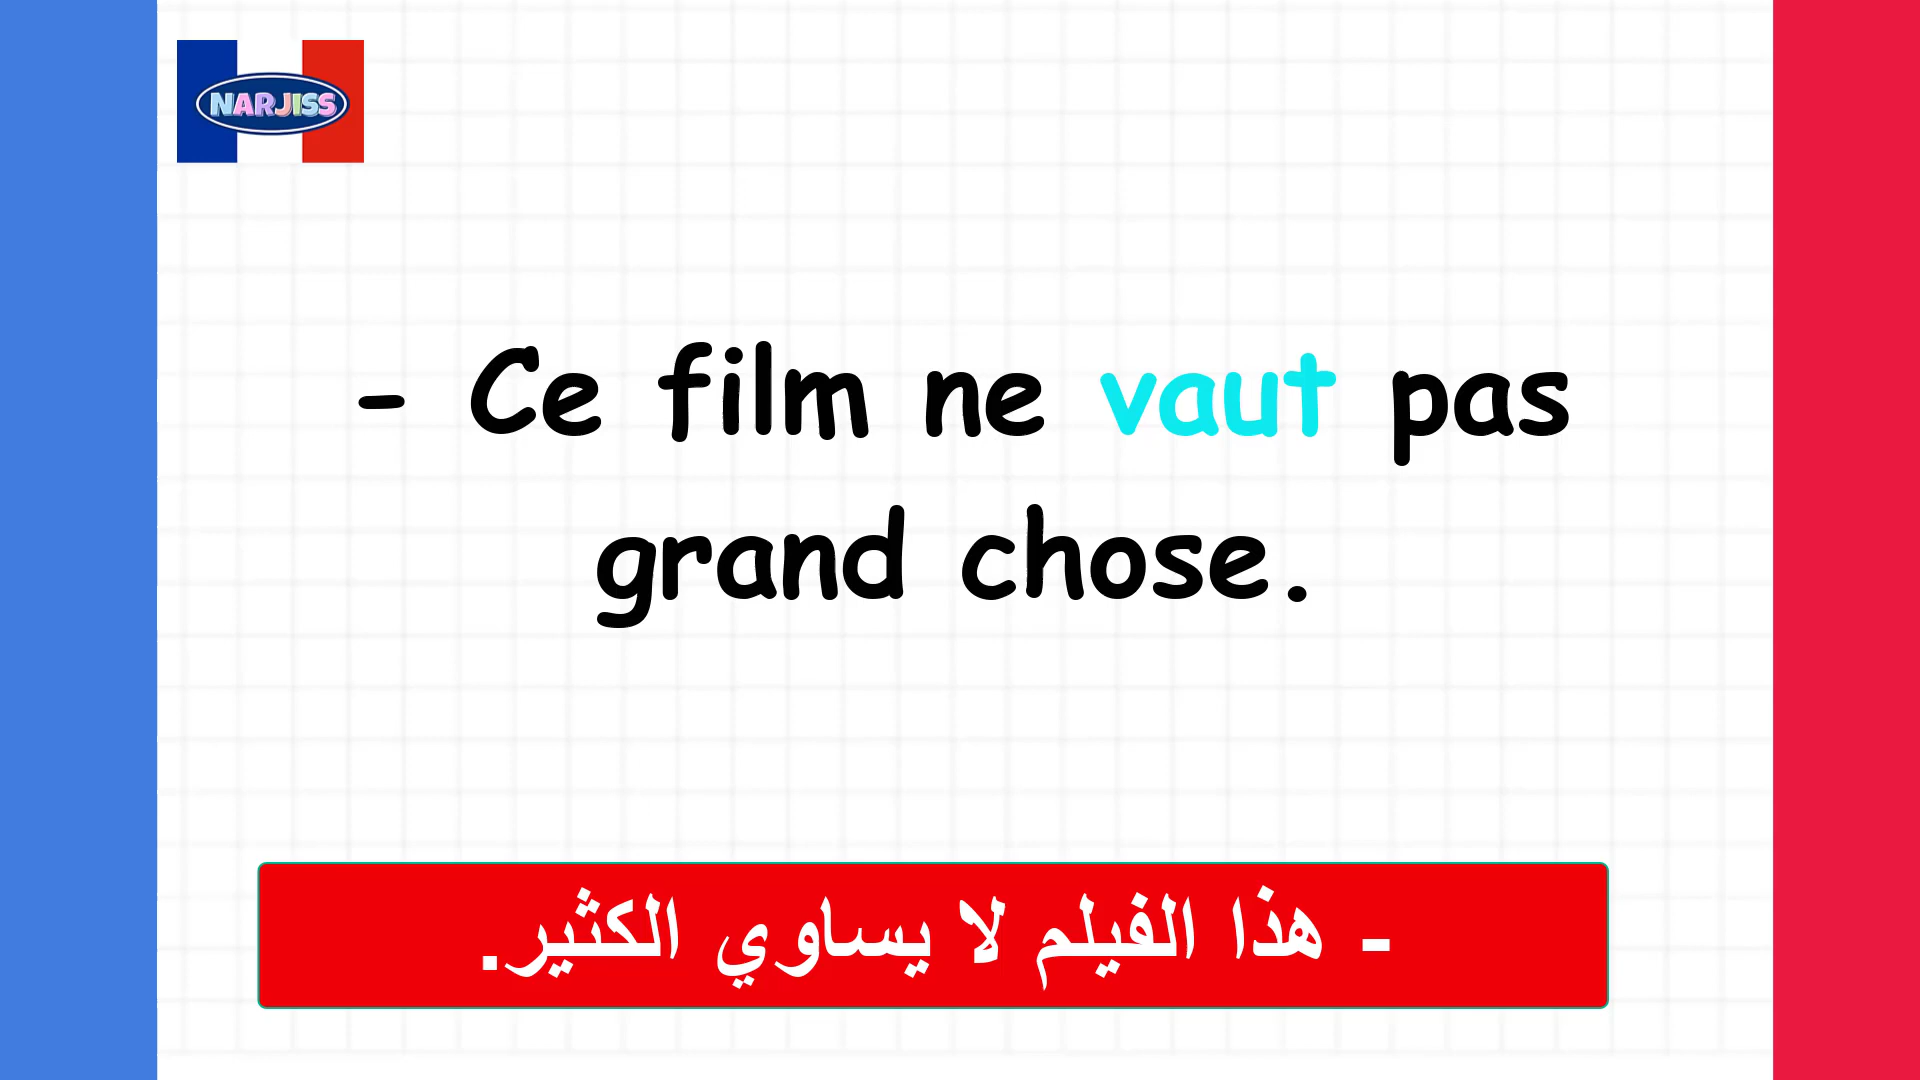 NARJISS
- Ce film ne vaut pas
grand chose.
- هذا الفيلم لا يساوي الكثير.